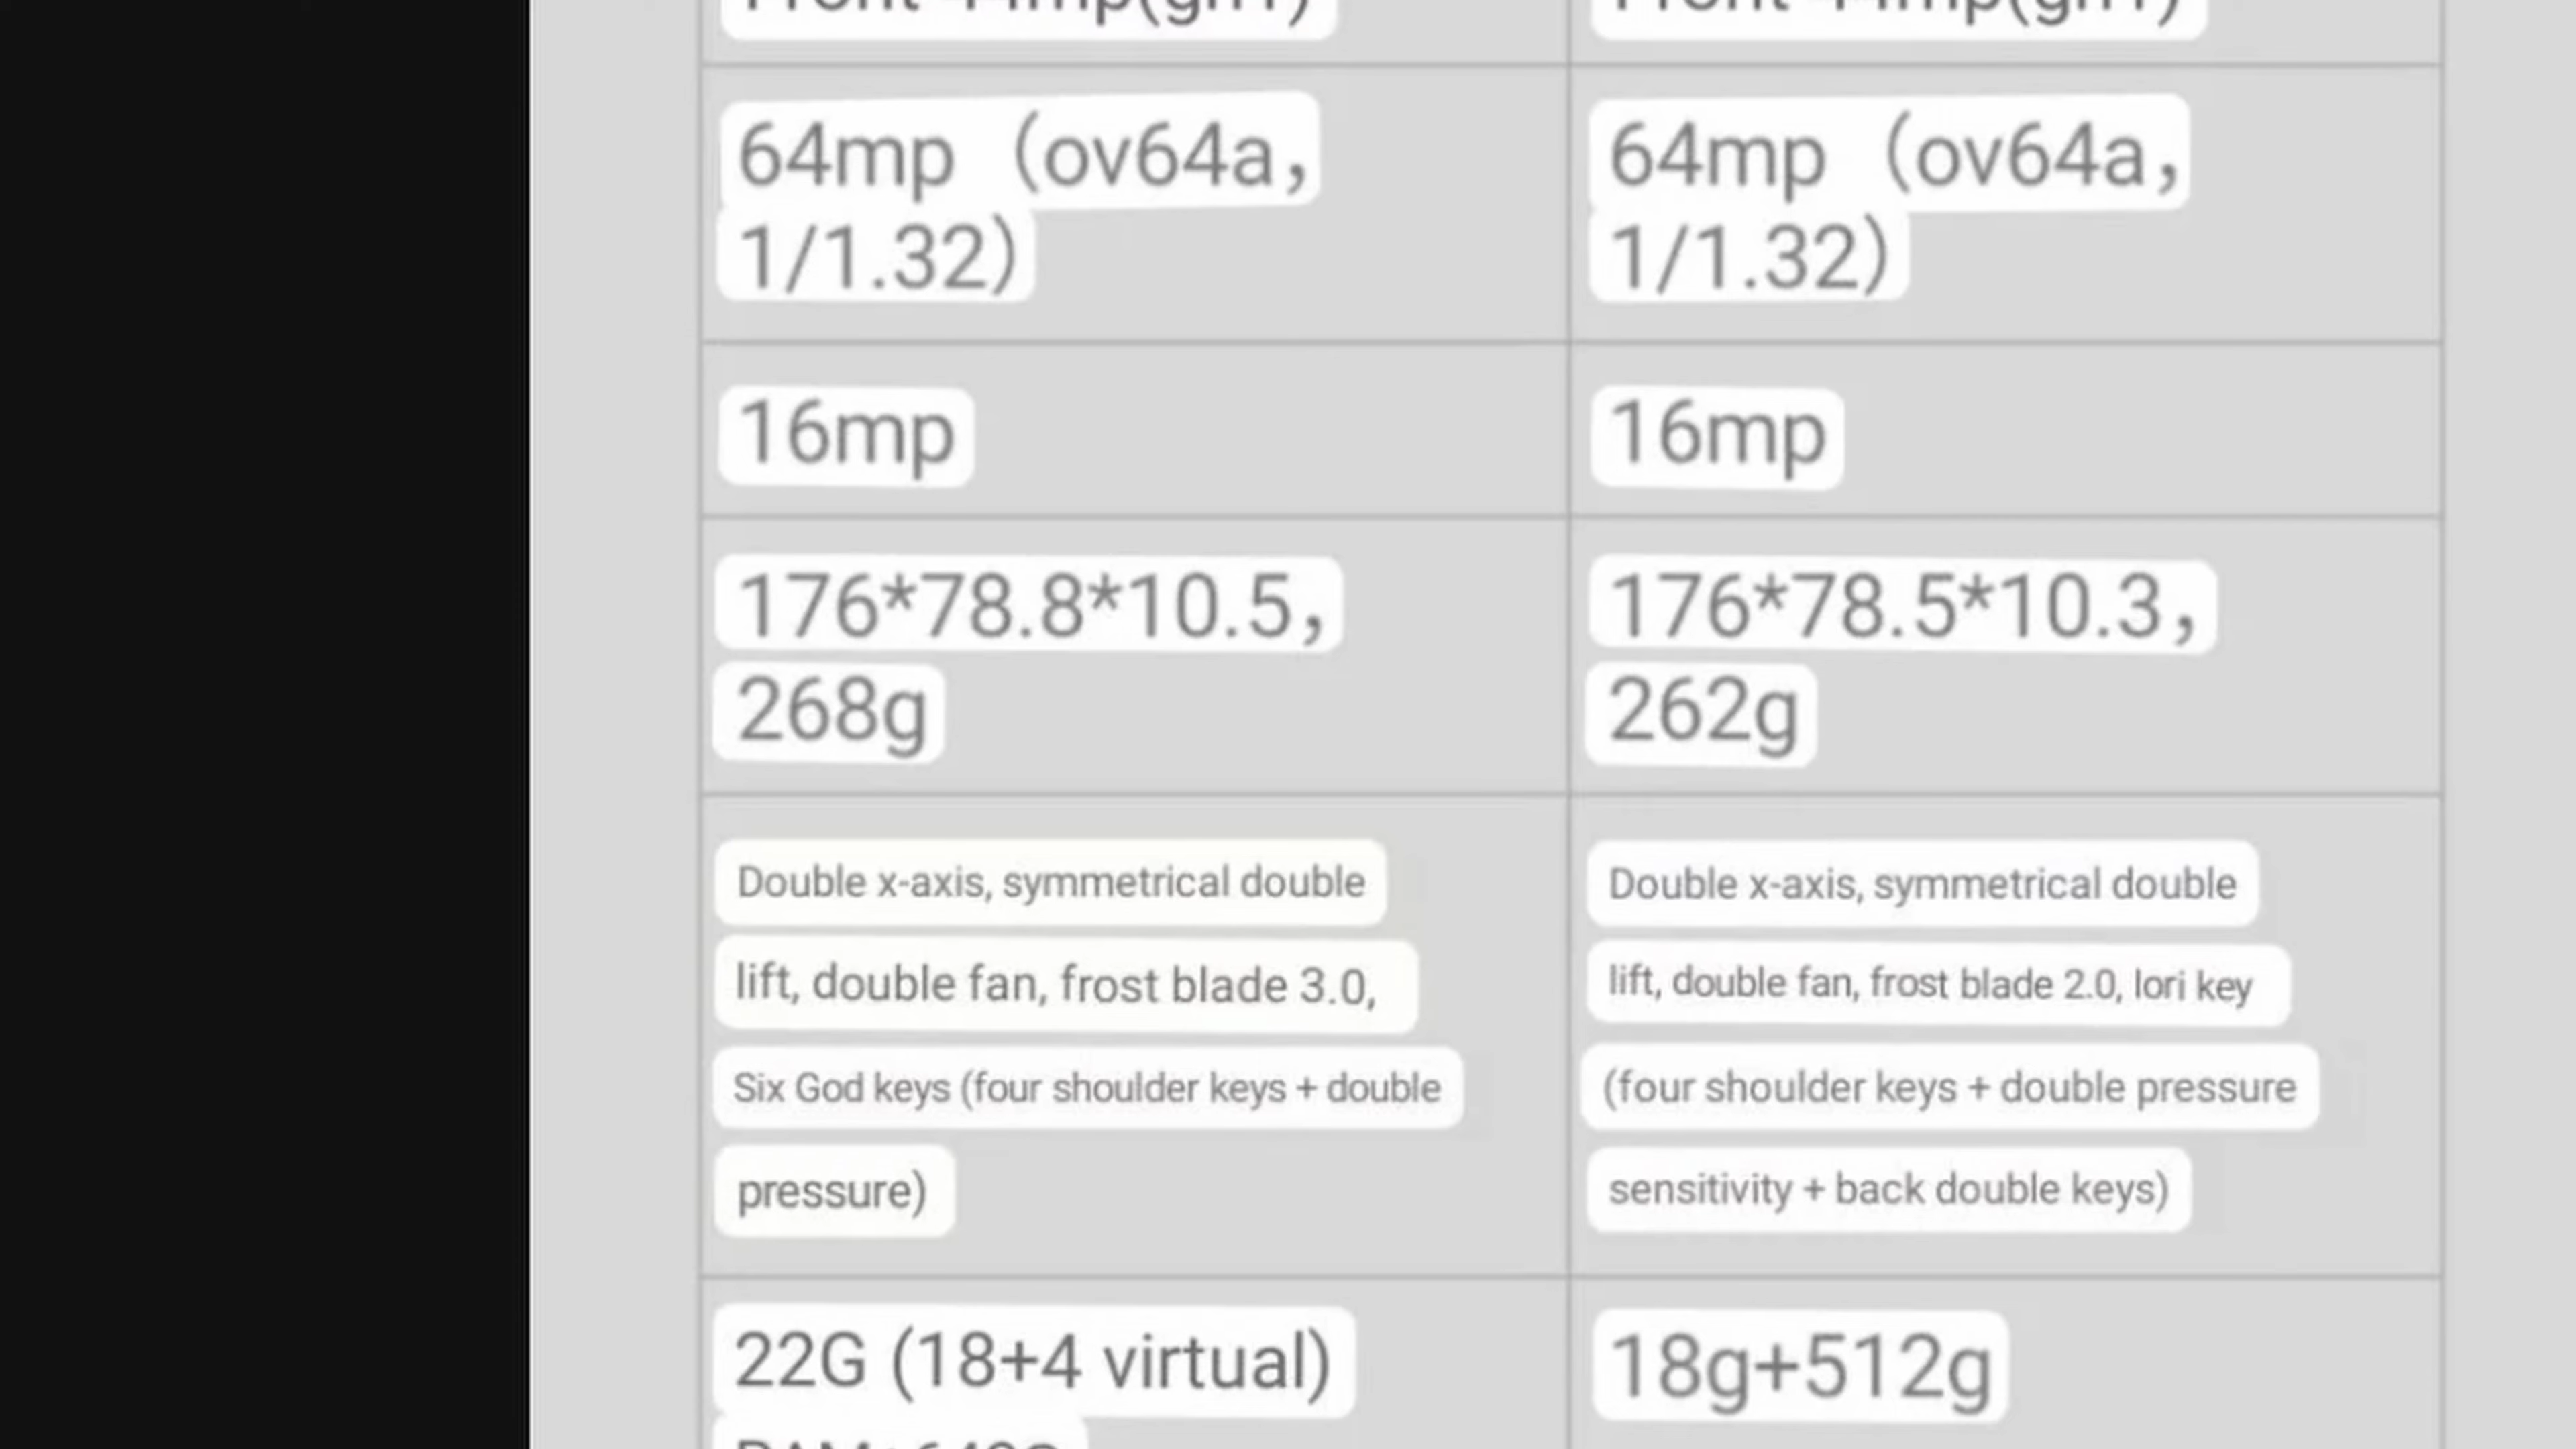 64mp（ov64a，
1/1.32）
64mp（ov64a，
1/1.32）
16mp
16mp
176*78.8*10.5，
268g
176*78.5*10.3，
262g
Double x-axis, symmetrical double
lift, double fan, frost blade 3.0,
Six God keys (four shoulder keys + double
pressure)
Double x-axis, symmetrical double
lift, double fan, frost blade 2.0, lori key
(four shoulder keys + double pressure
sensitivity + back double keys)
22G (18+4 virtual)
18g+512g